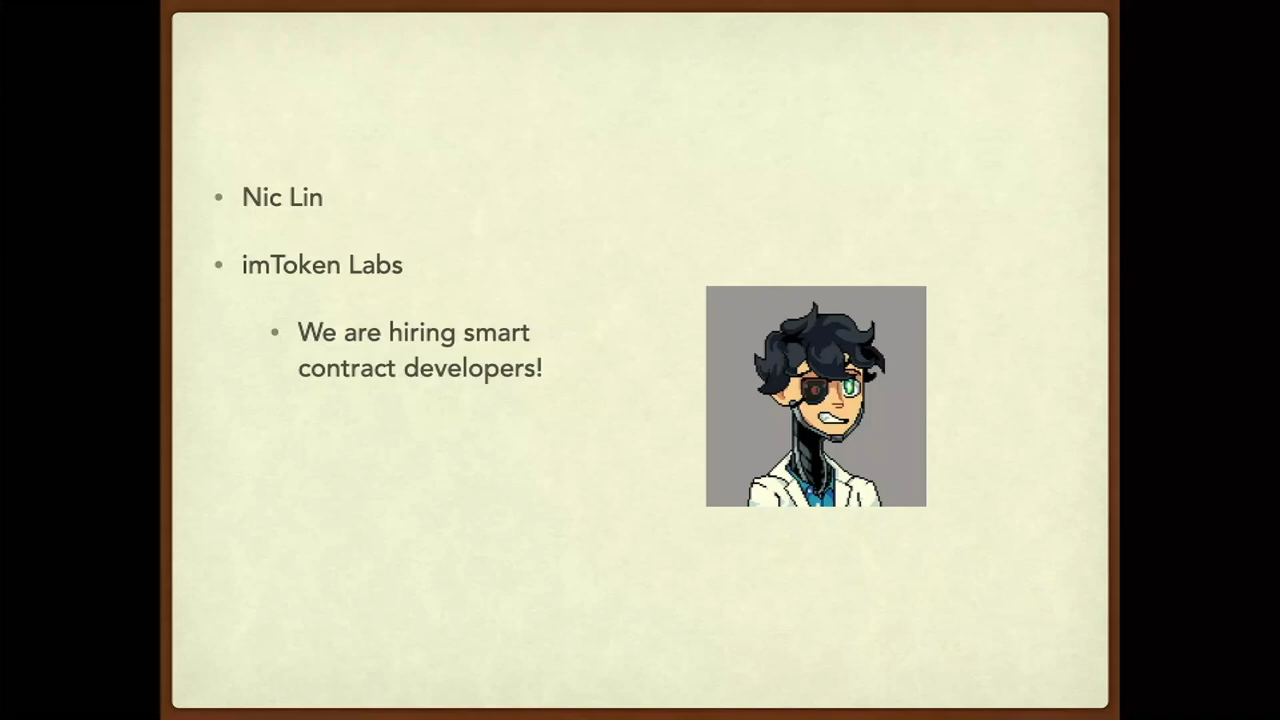 • Nic Lin
• imToken Labs
• We are hiring smart
contract developers!